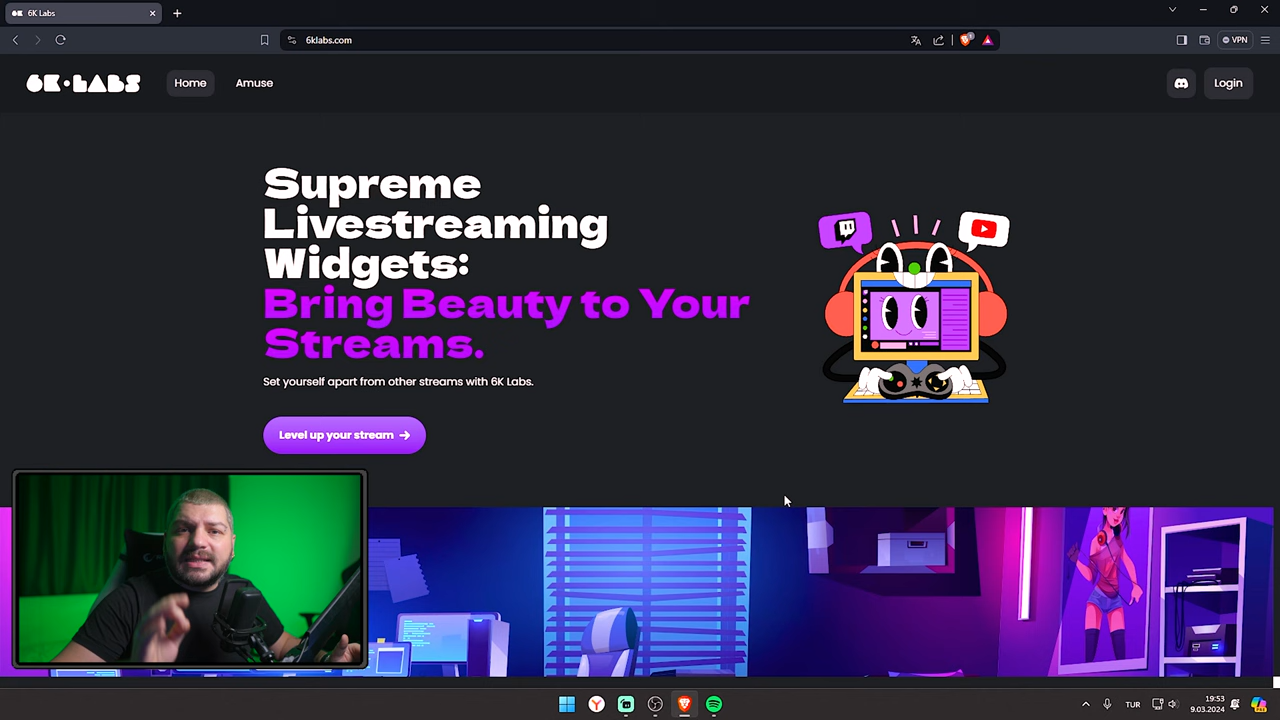 6K Labs
6klabs.com
VPN
6K•LABS
Home
Amuse
Login
Supreme
Livestreaming
Widgets:
Bring Beauty to Your
Streams.
Set yourself apart from other streams with 6K Labs.
Level up your stream →
TUR
19:53
9.03.2024